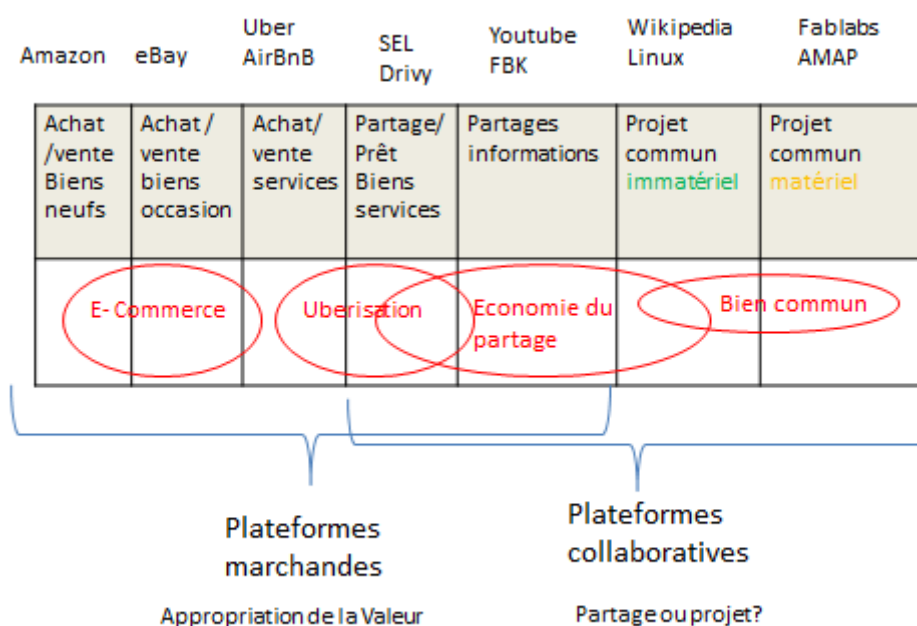 Amazon
eBay
Uber
AirBnB
SEL
Drivy
Youtube
FBK
Wikipedia
Linux
Fablabs
AMAP
Achat
/vente
Biens
neufs
Achat /
vente
biens
occasion
Achat/
vente
services
Partage/
Prêt
Biens
services
Partages
informations
Projet
commun
immatériel
Projet
commun
matériel
E- Commerce
Uberisation
Economie du
partage
Bien commun
Plateformes
marchandes
Plateformes
collaboratives
Appropriation de la Valeur
Partage ou projet?